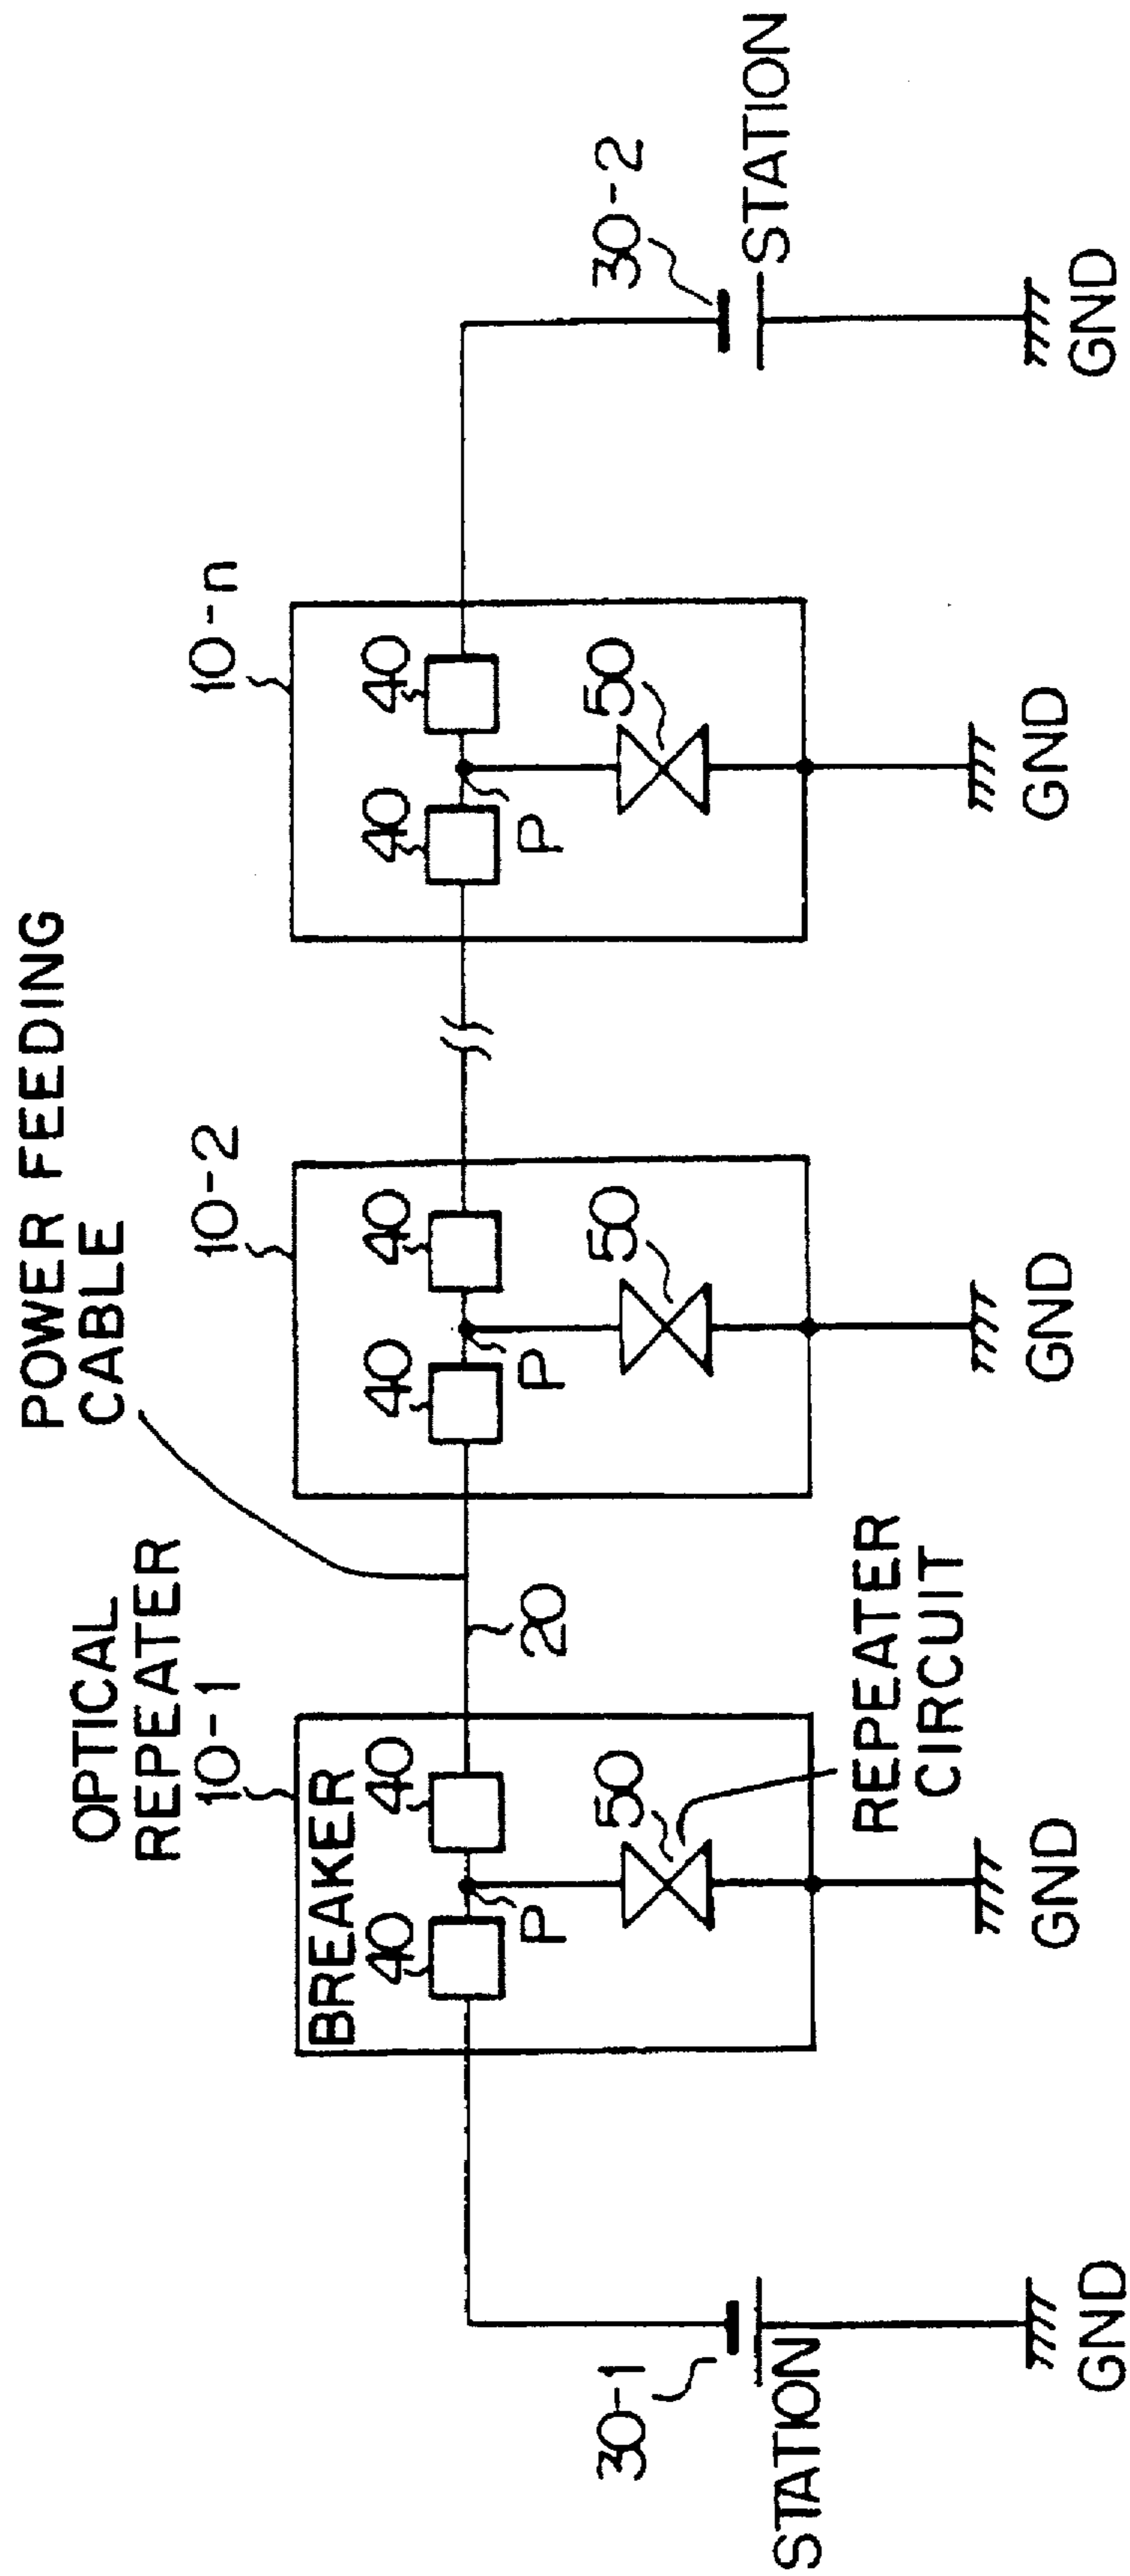 POWER FEEDING
CABLE
OPTICAL
REPEATER
10-1
10-2
10-n
BREAKER
40
40
40
40
40
40
P
P
P
20
50
50
50
REPEATER
CIRCUIT
30-1
STATION
30-2
STATION
GND
GND
GND
GND
GND